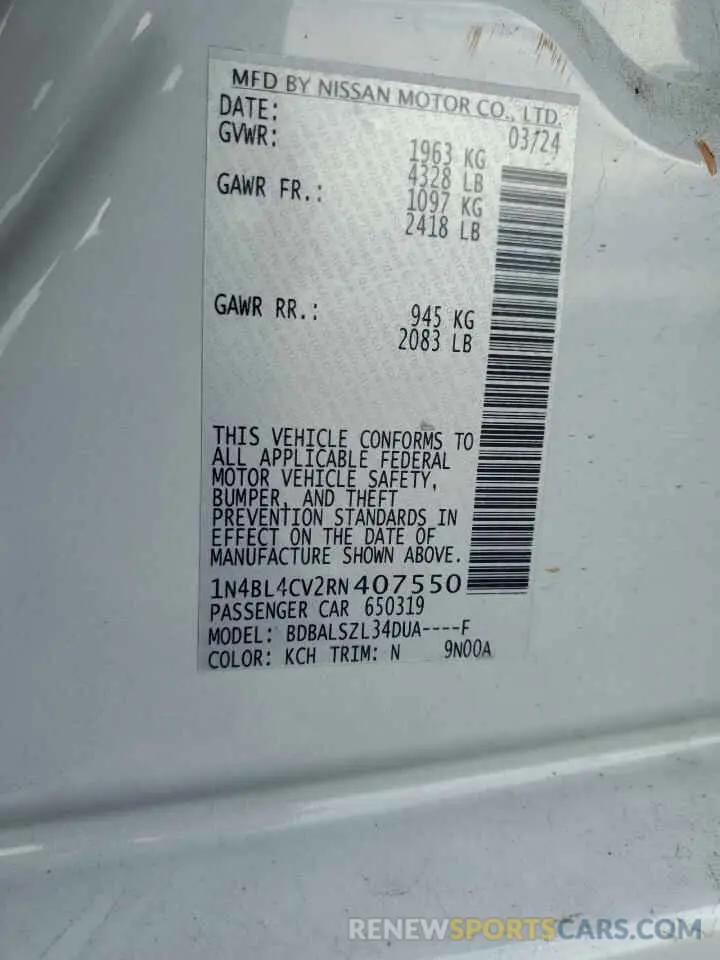 MFD BY NISSAN MOTOR CO., LTD.
DATE: 03/24
GVWR: 1963 KG
4328 LB
GAWR FR.: 1097 KG
2418 LB
GAWR RR.: 945 KG
2083 LB
THIS VEHICLE CONFORMS TO
ALL APPLICABLE FEDERAL
MOTOR VEHICLE SAFETY,
BUMPER, AND THEFT
PREVENTION STANDARDS IN
EFFECT ON THE DATE OF
MANUFACTURE SHOWN ABOVE.
1N4BL4CV2RN407550
PASSENGER CAR 650319
MODEL: BDBALSZL34DUA----F
COLOR: KCH TRIM: N 9N00A
RENEWSPORTSCARS.COM